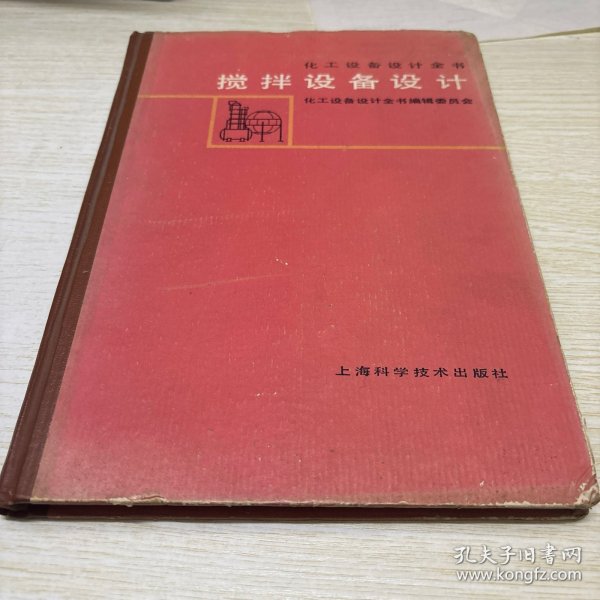 化工设备设计全书
搅拌设备设计
化工设备设计全书编辑委员会
上海科学技术出版社
孔夫子旧书网
www.kongfz.com